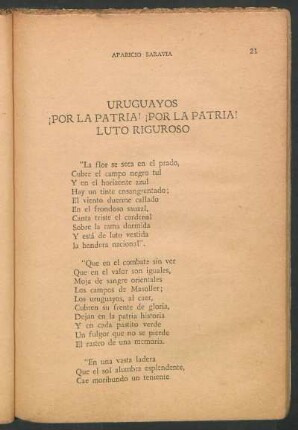 APARICIO SARAVIA
21
URUGUAYOS
¡POR LA PATRIA! ¡POR LA PATRIA!
LUTO RIGUROSO
"La flor se seca en el prado,
Cubre el campo negro tul
Y en el horizonte azul
Hay un tinte ensangrentado;
El viento duerme callado
En el frondoso sauzal,
Canta triste el cardenal
Sobre la rama dormida
Y está de luto vestida
la bandera nacional".
"Que en el combate sin ver
Que en el valor son iguales,
Moja de sangre orientales
Los campos de Masoller;
Los uruguayos, al caer,
Cubren su frente de gloria,
Dejan en la patria historia
Y en cada pastito verde
Un fulgor que no se pierde
El rastro de una memoria.
"En una vasta ladera
Que el sol alumbra esplendente,
Cae moribundo un teniente